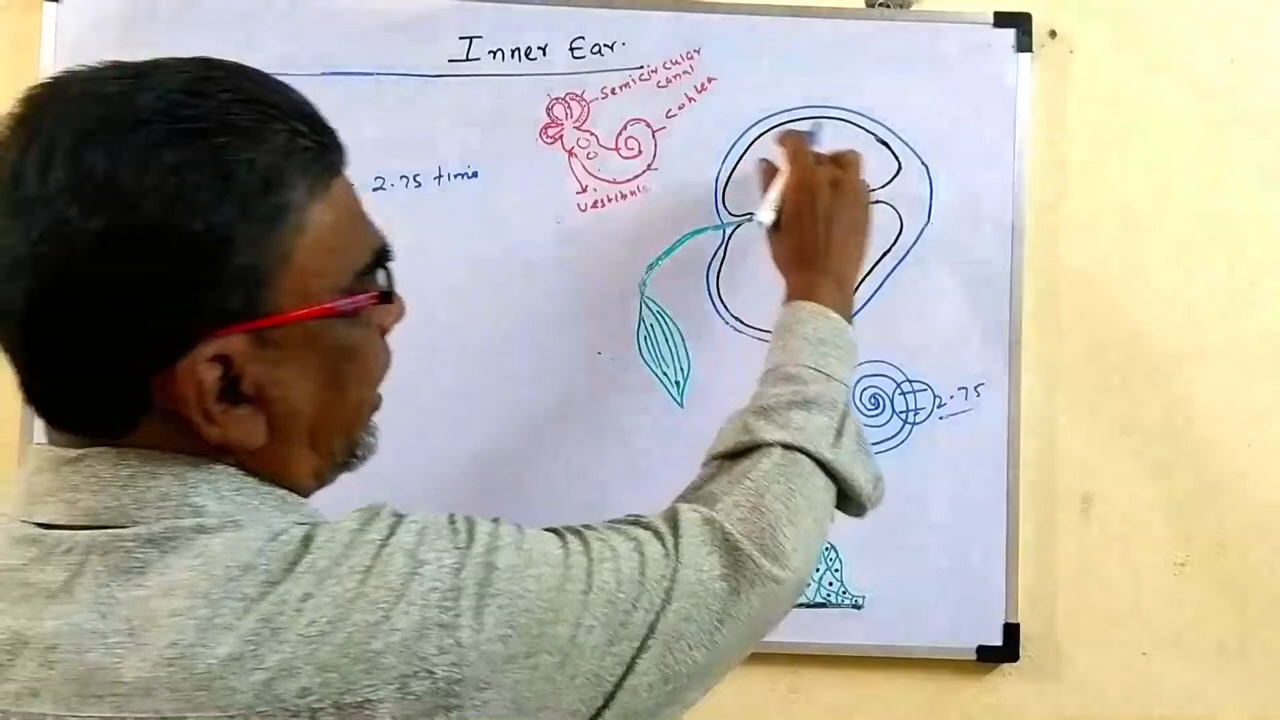 Inner Ear.
semicircular
canal
cohlea
2.75 time
vestibule
2.75